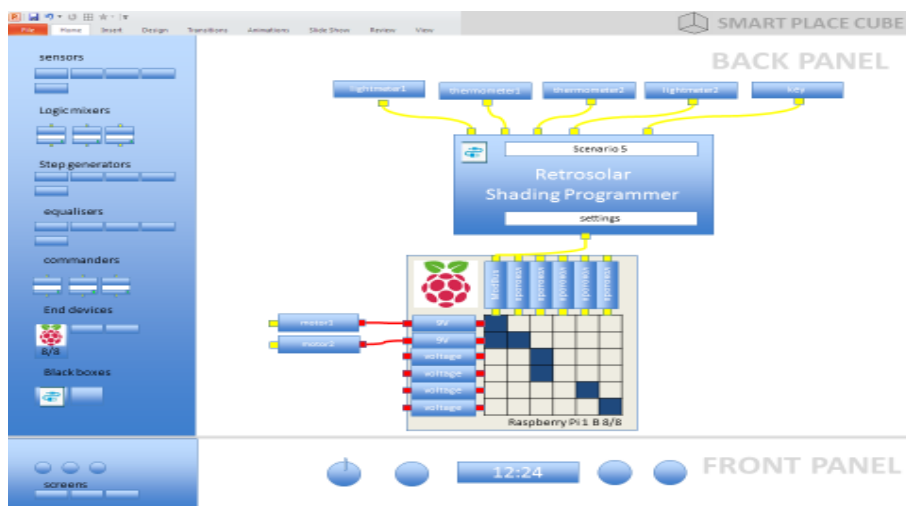 File Home Insert Design Transitions Animations Slide Show Review View
SMART PLACE CUBE
BACK PANEL
sensors
Logic mixers
Step generators
equalisers
commanders
End devices
8/8
Black boxes
lightmeter1 thermometer1 thermometer2 lightmeter2 key
Scenario 5
Retrosolar
Shading Programmer
settings
Modbus
motor1 9V
motor2 9V
voltage
voltage
voltage
Raspberry Pi 1 B 8/8
screens
12:24
FRONT PANEL